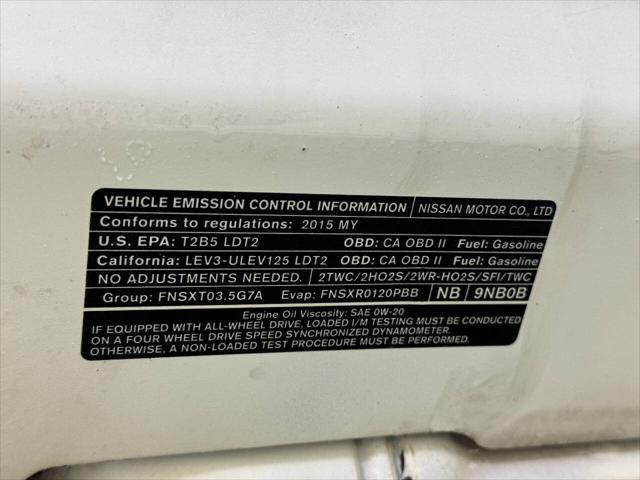 VEHICLE EMISSION CONTROL INFORMATION NISSAN MOTOR CO., LTD
Conforms to regulations: 2015 MY
U.S. EPA: T2B5 LDT2 OBD: CA OBD II Fuel: Gasoline
California: LEV3-ULEV125 LDT2 OBD: CA OBD II Fuel: Gasoline
NO ADJUSTMENTS NEEDED. 2TWC/2HO2S/2WR-HO2S/SFI/TWC
Group: FNSXT03.5G7A Evap: FNSXR0120PBB NB 9NB0B
Engine Oil Viscosity: SAE 0W-20
IF EQUIPPED WITH ALL-WHEEL DRIVE, LOADED I/M TESTING MUST BE CONDUCTED
ON A FOUR WHEEL DRIVE SPEED SYNCHRONIZED DYNAMOMETER.
OTHERWISE, A NON-LOADED TEST PROCEDURE MUST BE PERFORMED.